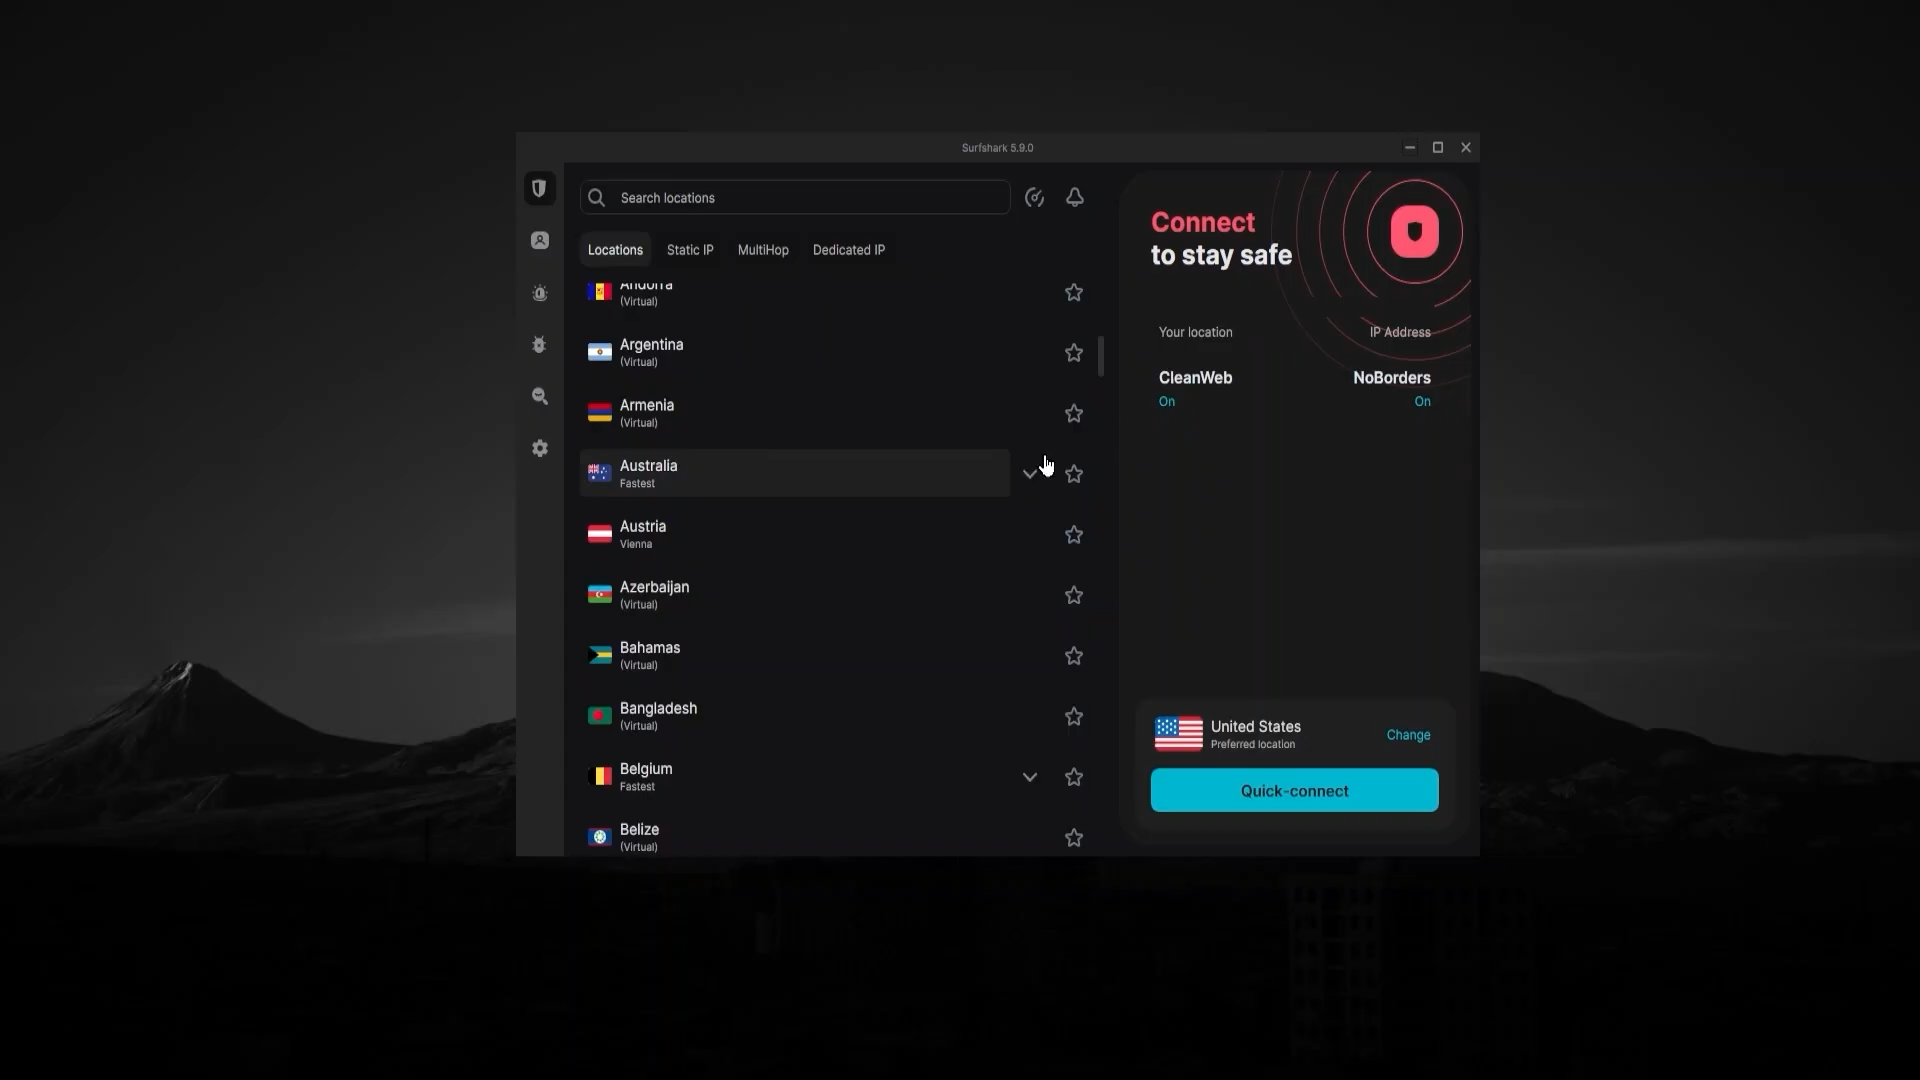 Surfshark 5.9.0
Search locations
Locations
Static IP
MultiHop
Dedicated IP
Andorra
(Virtual)
Argentina
(Virtual)
Armenia
(Virtual)
Australia
Fastest
Austria
Vienna
Azerbaijan
(Virtual)
Bahamas
(Virtual)
Bangladesh
(Virtual)
Belgium
Fastest
Belize
(Virtual)
Connect
to stay safe
Your location
IP Address
CleanWeb
NoBorders
On
On
United States
Preferred location
Change
Quick-connect